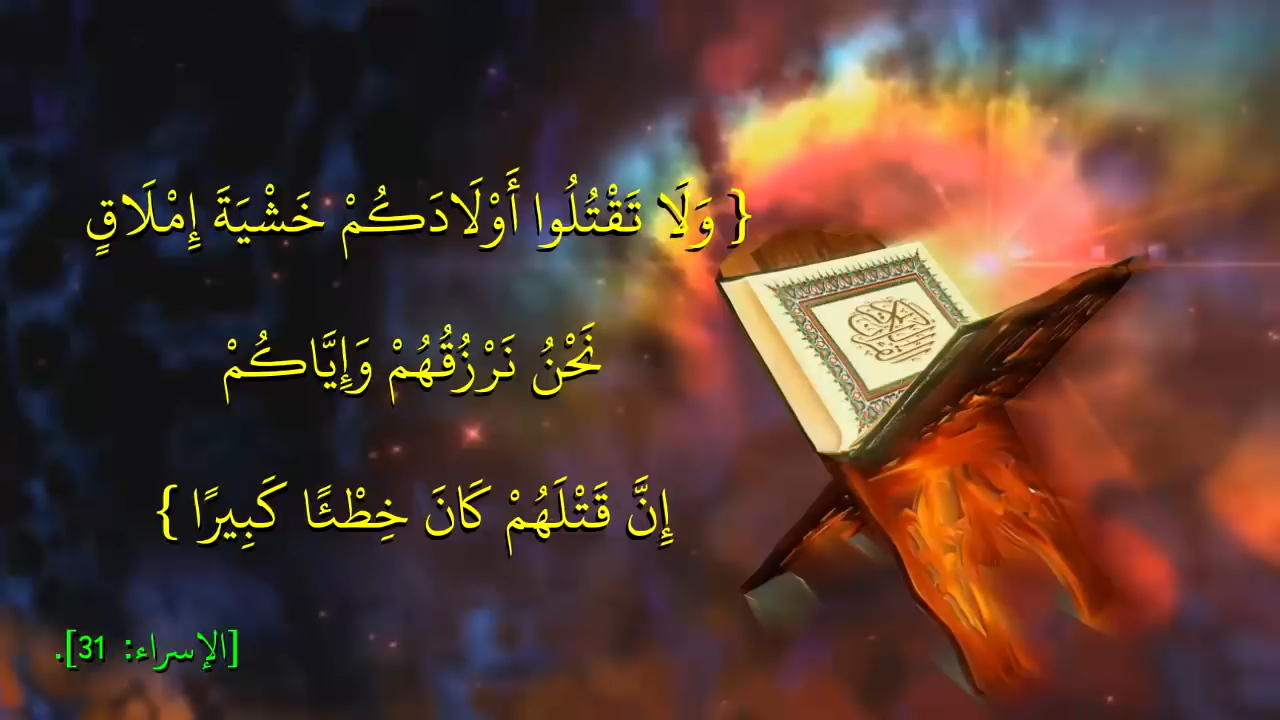 { وَلَا تَقْتُلُوا أَوْلَادَكُمْ خَشْيَةَ إِمْلَاقٍ
نَحْنُ نَرْزُقُهُمْ وَإِيَّاكُمْ
إِنَّ قَتْلَهُمْ كَانَ خِطْئًا كَبِيرًا }
[الإسراء: 31].